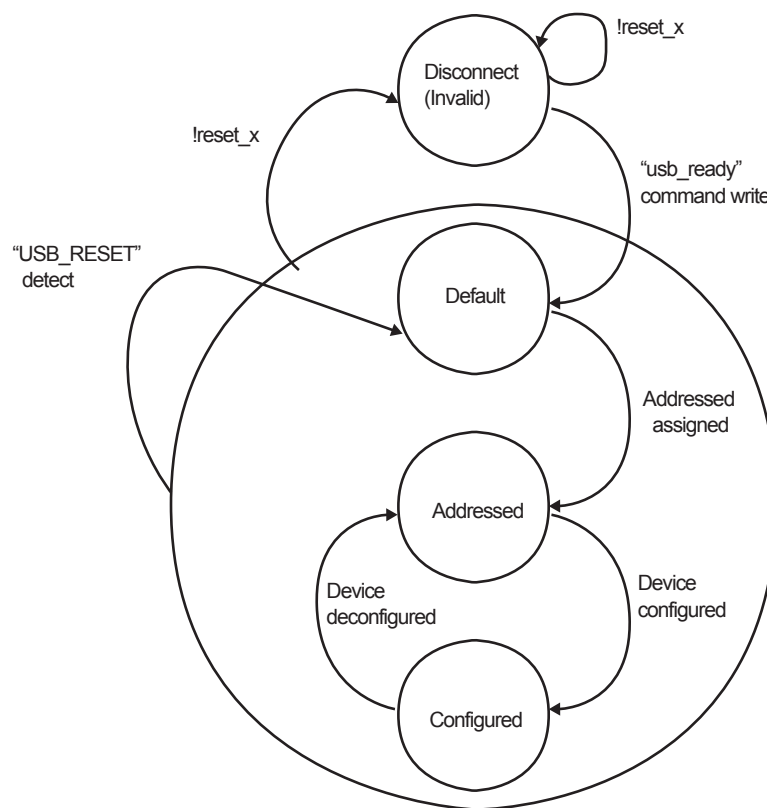 !reset_x
Disconnect
(Invalid)
!reset_x
“usb_ready”
command write
“USB_RESET”
detect
Default
Addressed
assigned
Addressed
Device
deconfigured
Device
configured
Configured